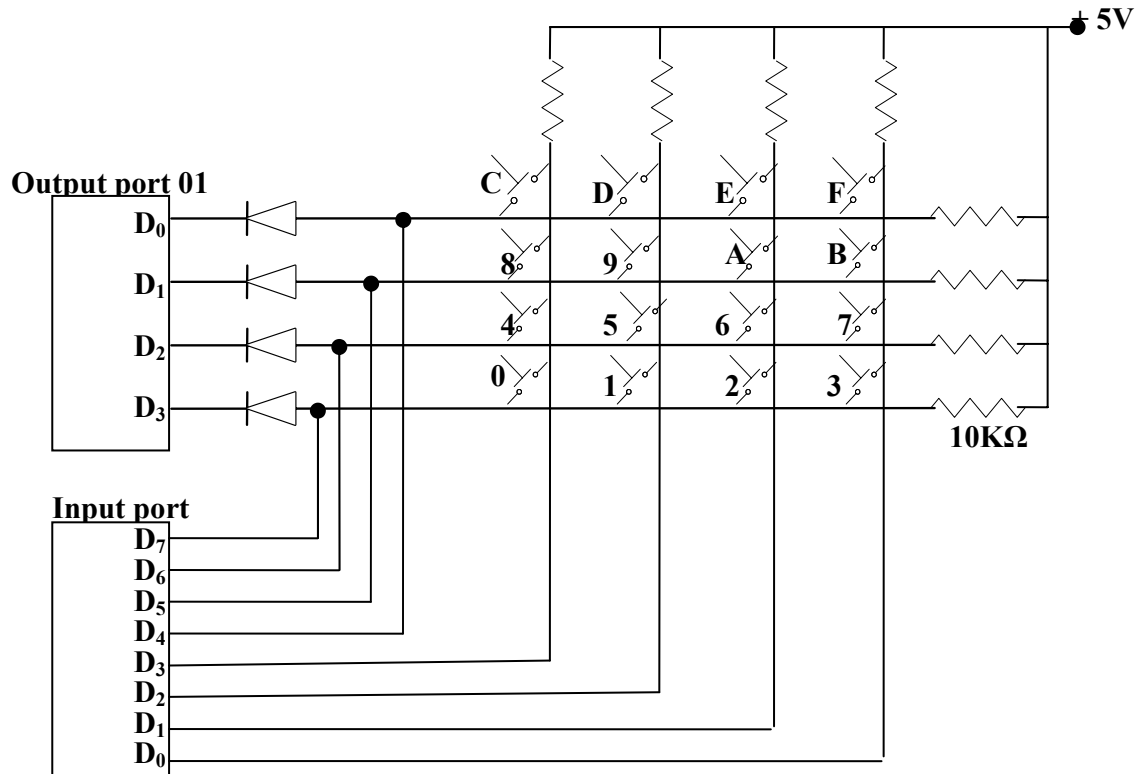 + 5V
Output port 01
C D E F
D₀
8 9 A B
D₁
4 5 6 7
D₂
0 1 2 3
D₃
10KΩ
Input port
D₇
D₆
D₅
D₄
D₃
D₂
D₁
D₀